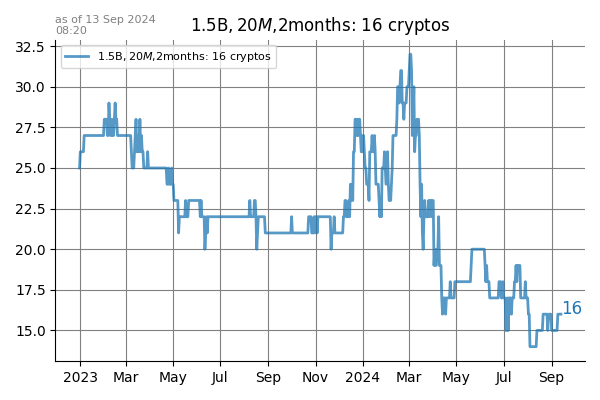 as of 13 Sep 2024
08:20
1.5B, 20M,2months: 16 cryptos
1.5B, 20M,2months: 16 cryptos
32.5
30.0
27.5
25.0
22.5
20.0
17.5
15.0
16
2023 Mar May Jul Sep Nov 2024 Mar May Jul Sep